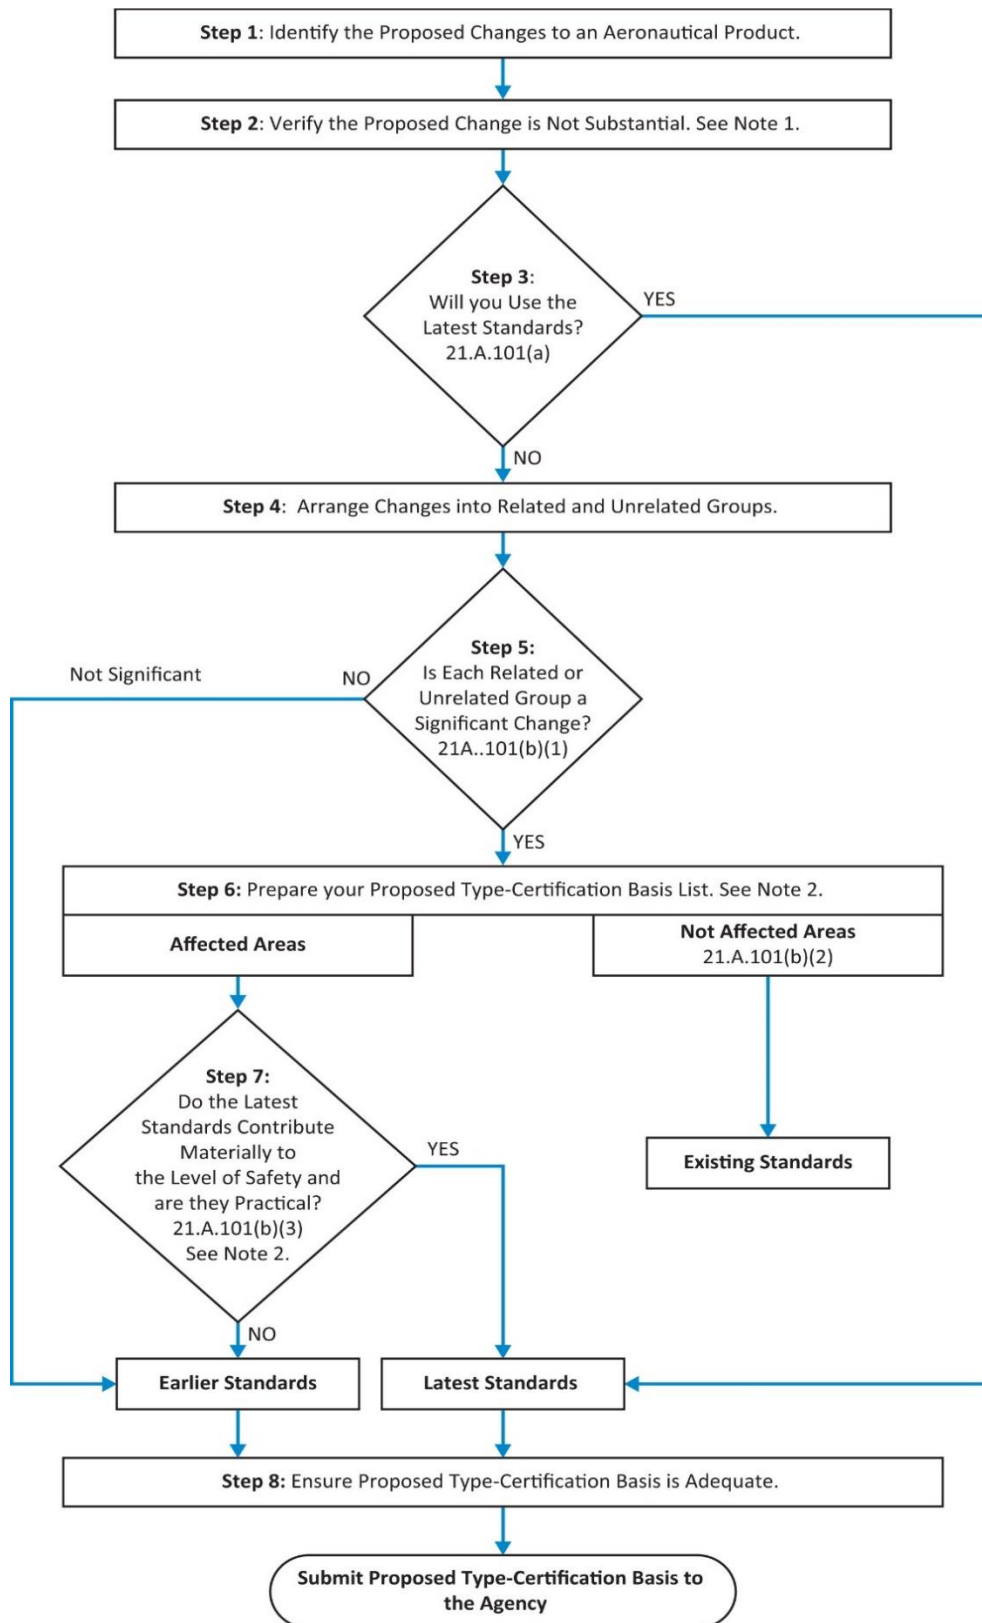 Step 1: Identify the Proposed Changes to an Aeronautical Product.
Step 2: Verify the Proposed Change is Not Substantial. See Note 1.
Step 3:
Will you Use the
Latest Standards?
21.A.101(a)
YES
NO
Step 4: Arrange Changes into Related and Unrelated Groups.
Step 5:
Is Each Related or
Unrelated Group a
Significant Change?
21A..101(b)(1)
Not Significant
NO
YES
Step 6: Prepare your Proposed Type-Certification Basis List. See Note 2.
Affected Areas
Not Affected Areas
21.A.101(b)(2)
Step 7:
Do the Latest
Standards Contribute
Materially to
the Level of Safety and
are they Practical?
21.A.101(b)(3)
See Note 2.
YES
NO
Existing Standards
Earlier Standards
Latest Standards
Step 8: Ensure Proposed Type-Certification Basis is Adequate.
Submit Proposed Type-Certification Basis to
the Agency